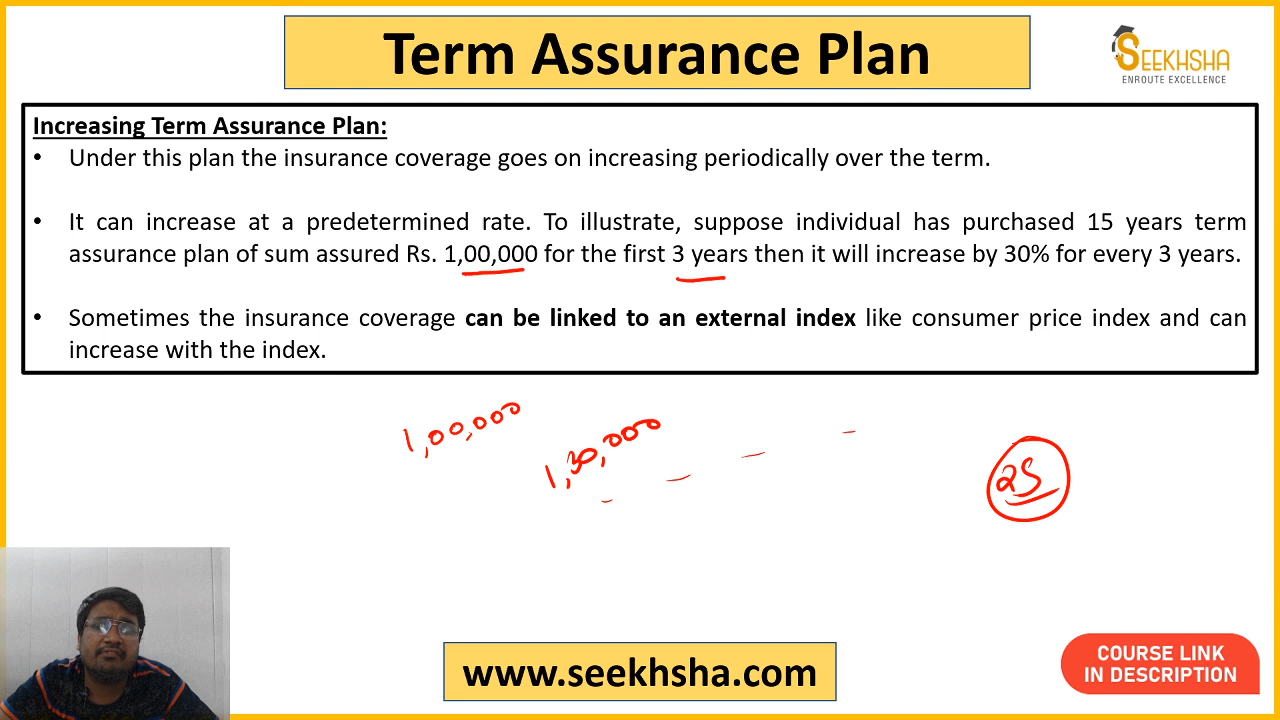 Term Assurance Plan
SEEKHSHA
ENROUTE EXCELLENCE
Increasing Term Assurance Plan:
• Under this plan the insurance coverage goes on increasing periodically over the term.
• It can increase at a predetermined rate. To illustrate, suppose individual has purchased 15 years term
assurance plan of sum assured Rs. 1,00,000 for the first 3 years then it will increase by 30% for every 3 years.
• Sometimes the insurance coverage can be linked to an external index like consumer price index and can
increase with the index.
1,00,000
1,30,000
25
www.seekhsha.com
COURSE LINK
IN DESCRIPTION